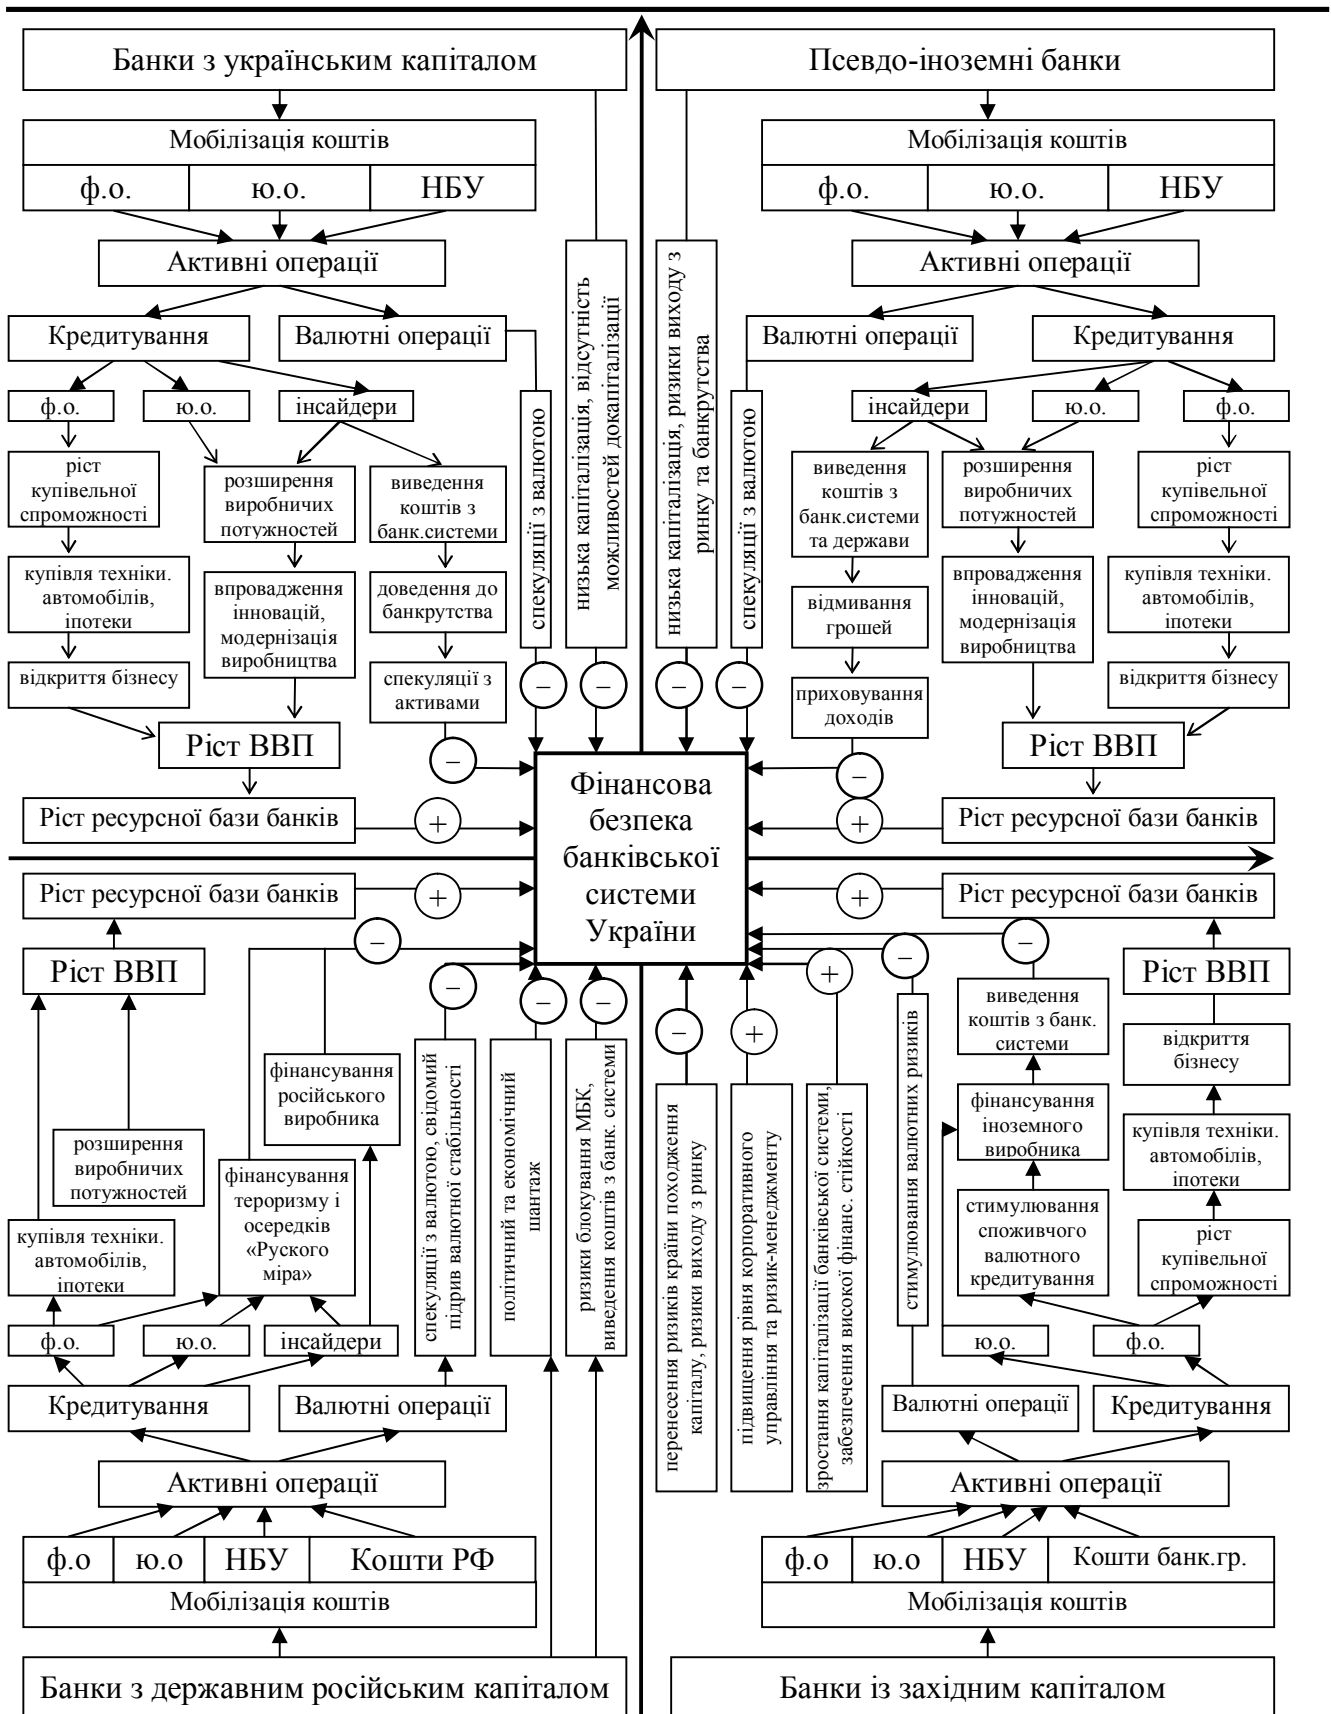 Банки з українським капіталом
Мобілізація коштів
ф.о.
ю.о.
НБУ
Активні операції
Кредитування
Валютні операції
ф.о.
ю.о.
інсайдери
ріст
купівельної
спроможності
розширення
виробничих
потужностей
виведення
коштів з
банк.системи
купівля техніки.
автомобілів,
іпотеки
впровадження
інновацій,
модернізація
виробництва
доведення до
банкрутства
відкриття бізнесу
спекуляції з
активами
Ріст ВВП
Ріст ресурсної бази банків
спекуляції з валютою
низька капіталізація, відсутність
можливостей докапіталізації
–
–
–
+
Псевдо-іноземні банки
Мобілізація коштів
ф.о.
ю.о.
НБУ
Активні операції
Валютні операції
Кредитування
інсайдери
ю.о.
ф.о.
низька капіталізація, ризики виходу з
ринку та банкрутства
спекуляції з валютою
виведення
коштів з
банк.системи
та держави
розширення
виробничих
потужностей
ріст
купівельної
спроможності
відмивання
грошей
впровадження
інновацій,
модернізація
виробництва
купівля техніки.
автомобілів,
іпотеки
приховування
доходів
відкриття бізнесу
Ріст ВВП
Ріст ресурсної бази банків
–
–
–
+
Фінансова
безпека
банківської
системи
України
Ріст ресурсної бази банків
+
–
Ріст ВВП
–
–
–
фінансування
російського
виробника
розширення
виробничих
потужностей
фінансування
тероризму і
осередків
«Руского
міра»
купівля техніки.
автомобілів,
іпотеки
спекуляції з валютою, свідомий
підрив валютної стабільності
політичний та економічний
шантаж
ризики блокування МБК,
виведення коштів з банк. системи
ф.о.
ю.о.
інсайдери
Кредитування
Валютні операції
Активні операції
ф.о
ю.о
НБУ
Кошти РФ
Мобілізація коштів
Банки з державним російським капіталом
Ріст ресурсної бази банків
+
–
–
+
–
+
Ріст ВВП
виведення
коштів з банк.
системи
відкриття
бізнесу
фінансування
іноземного
виробника
купівля техніки.
автомобілів,
іпотеки
стимулювання
споживчого
валютного
кредитування
ріст
купівельної
спроможності
перенесення ризиків країни походження
капіталу, ризики виходу з ринку
підвищення рівня корпоративного
управління та ризик-менеджменту
зростання капіталізації банківської системи,
забезпечення високої фінанс. стійкості
стимулювання валютних ризиків
ю.о.
ф.о.
Валютні операції
Кредитування
Активні операції
ф.о
ю.о
НБУ
Кошти банк.гр.
Мобілізація коштів
Банки із західним капіталом